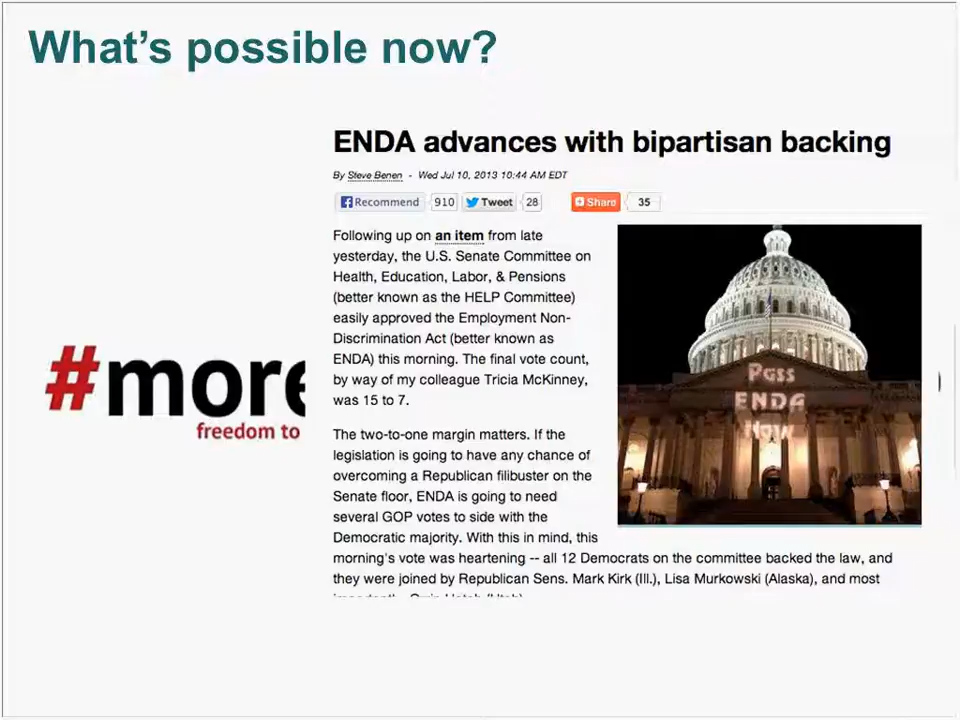 What's possible now?
ENDA advances with bipartisan backing
By Steve Benen - Wed Jul 10, 2013 10:44 AM EDT
Recommend 910 Tweet 28 Share 35
Following up on an item from late
yesterday, the U.S. Senate Committee on
Health, Education, Labor, & Pensions
(better known as the HELP Committee)
easily approved the Employment Non-
Discrimination Act (better known as
ENDA) this morning. The final vote count,
by way of my colleague Tricia McKinney,
was 15 to 7.
The two-to-one margin matters. If the
legislation is going to have any chance of
overcoming a Republican filibuster on the
Senate floor, ENDA is going to need
several GOP votes to side with the
Democratic majority. With this in mind, this
morning's vote was heartening -- all 12 Democrats on the committee backed the law, and
they were joined by Republican Sens. Mark Kirk (Ill.), Lisa Murkowski (Alaska), and most
Pass
ENDA
Now
#more
freedom to